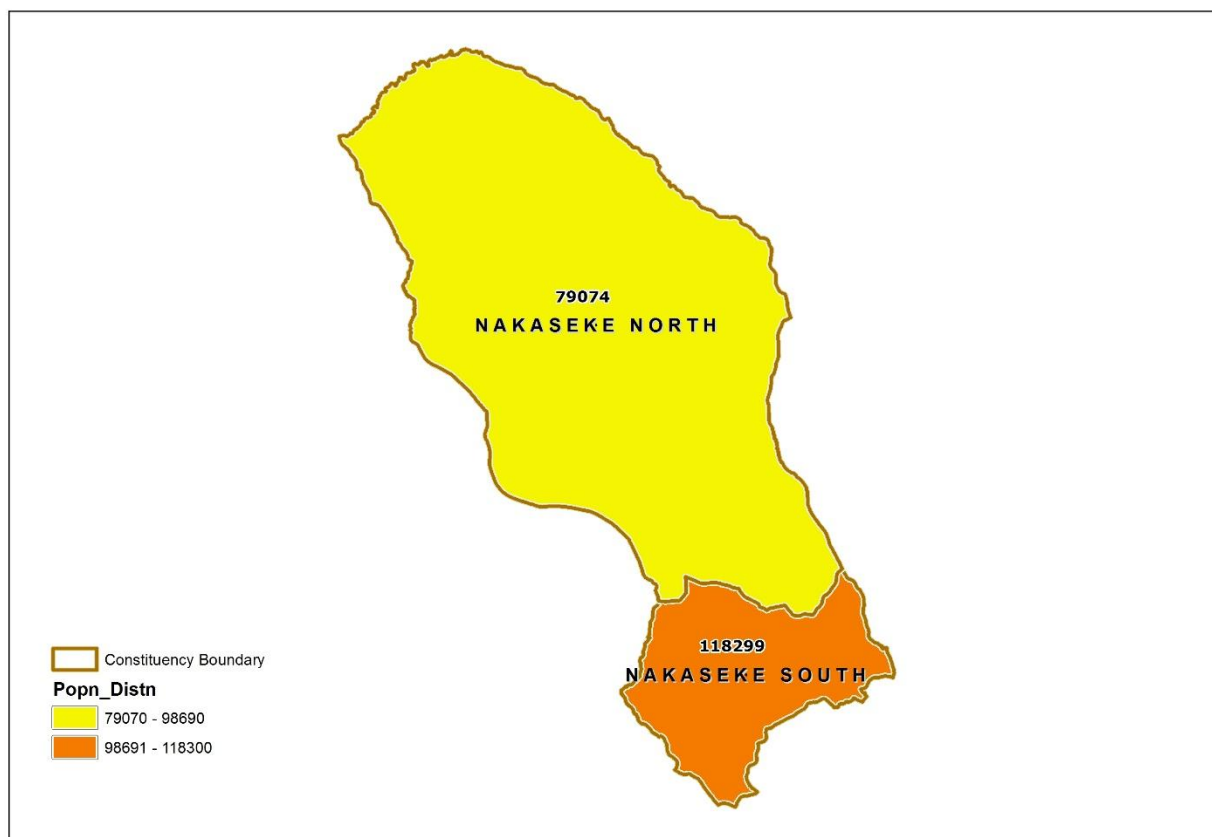 79074
NAKASEKE NORTH
118299
NAKASEKE SOUTH
Constituency Boundary
Popn_Distn
79070 - 98690
98691 - 118300